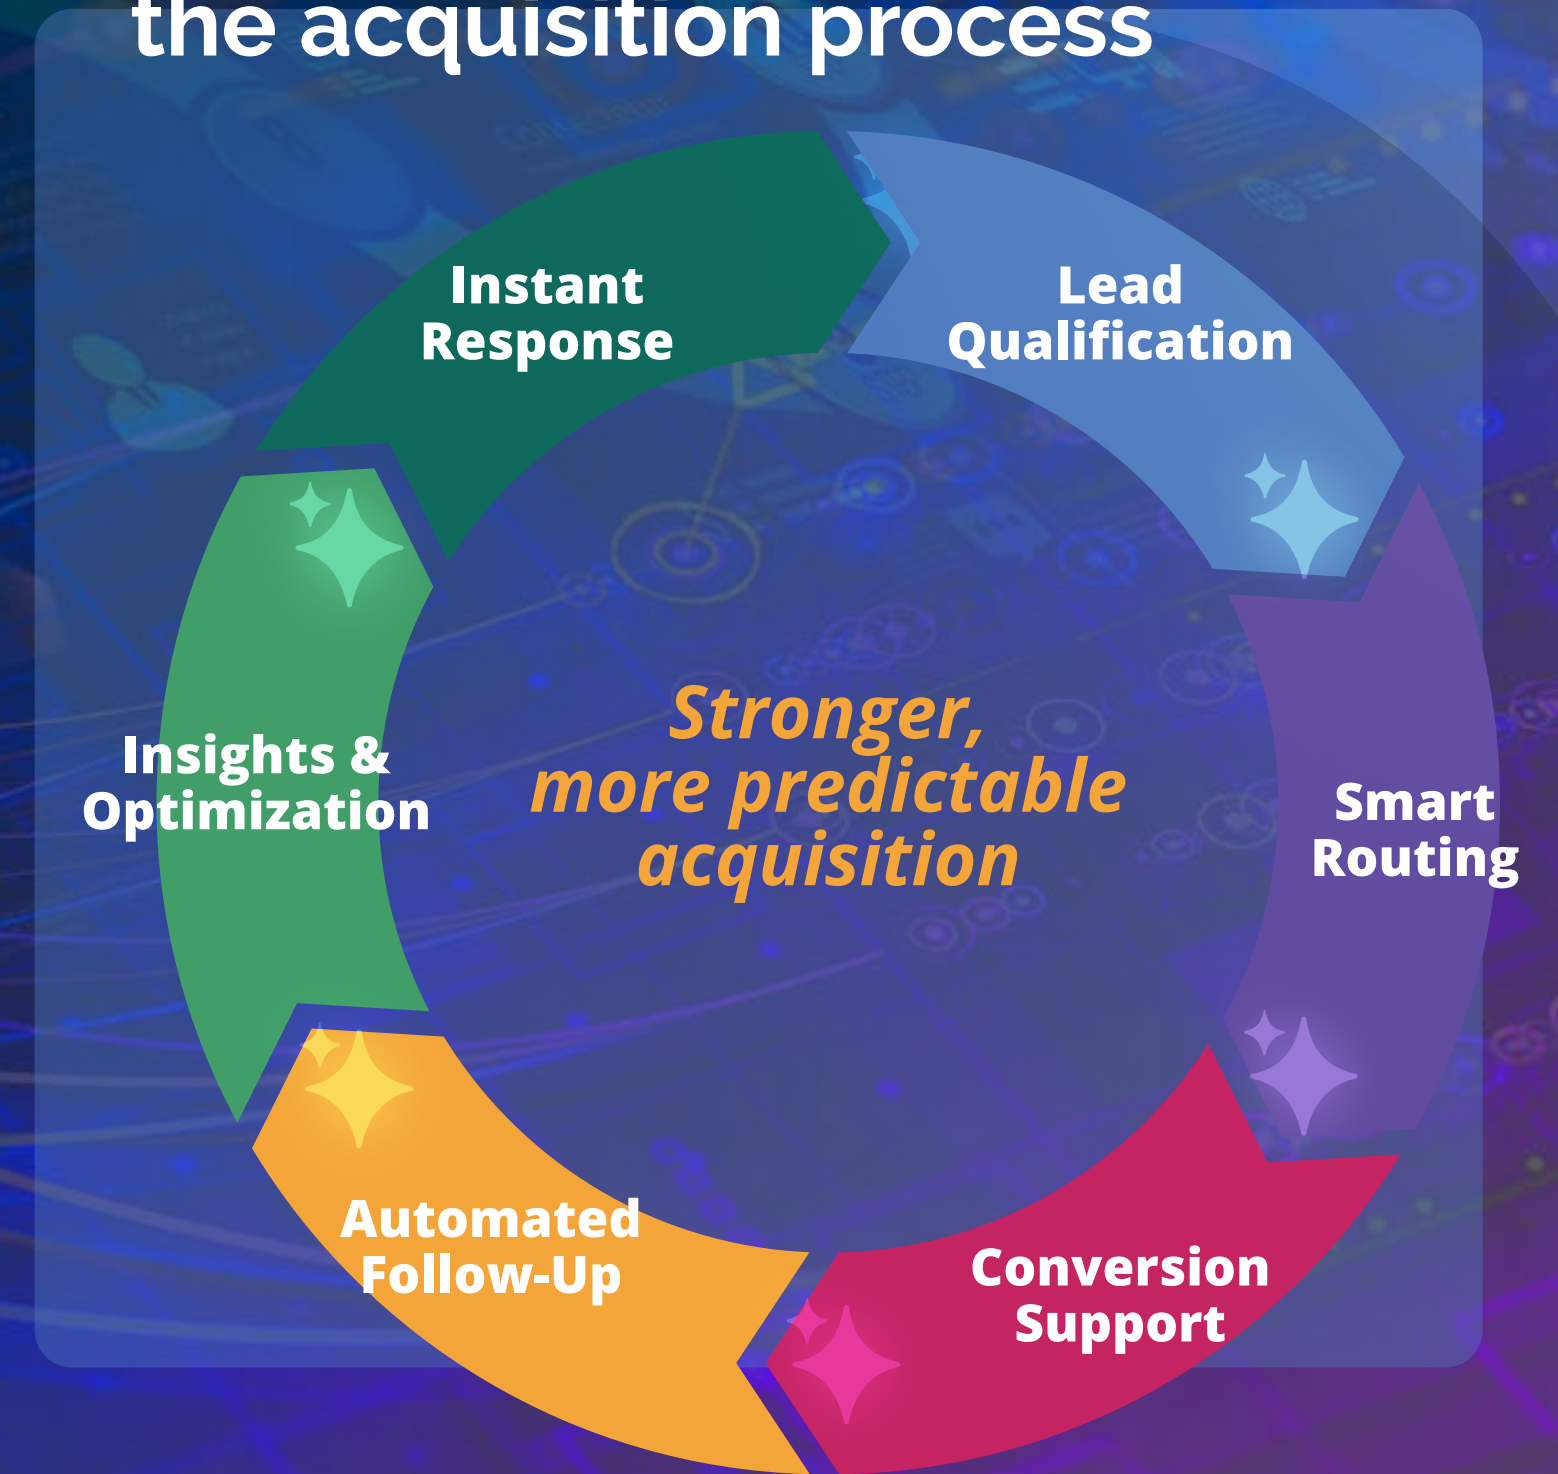 the acquisition process
Instant
Response
Lead
Qualification
Smart
Routing
Conversion
Support
Automated
Follow-Up
Insights &
Optimization
Stronger,
more predictable
acquisition